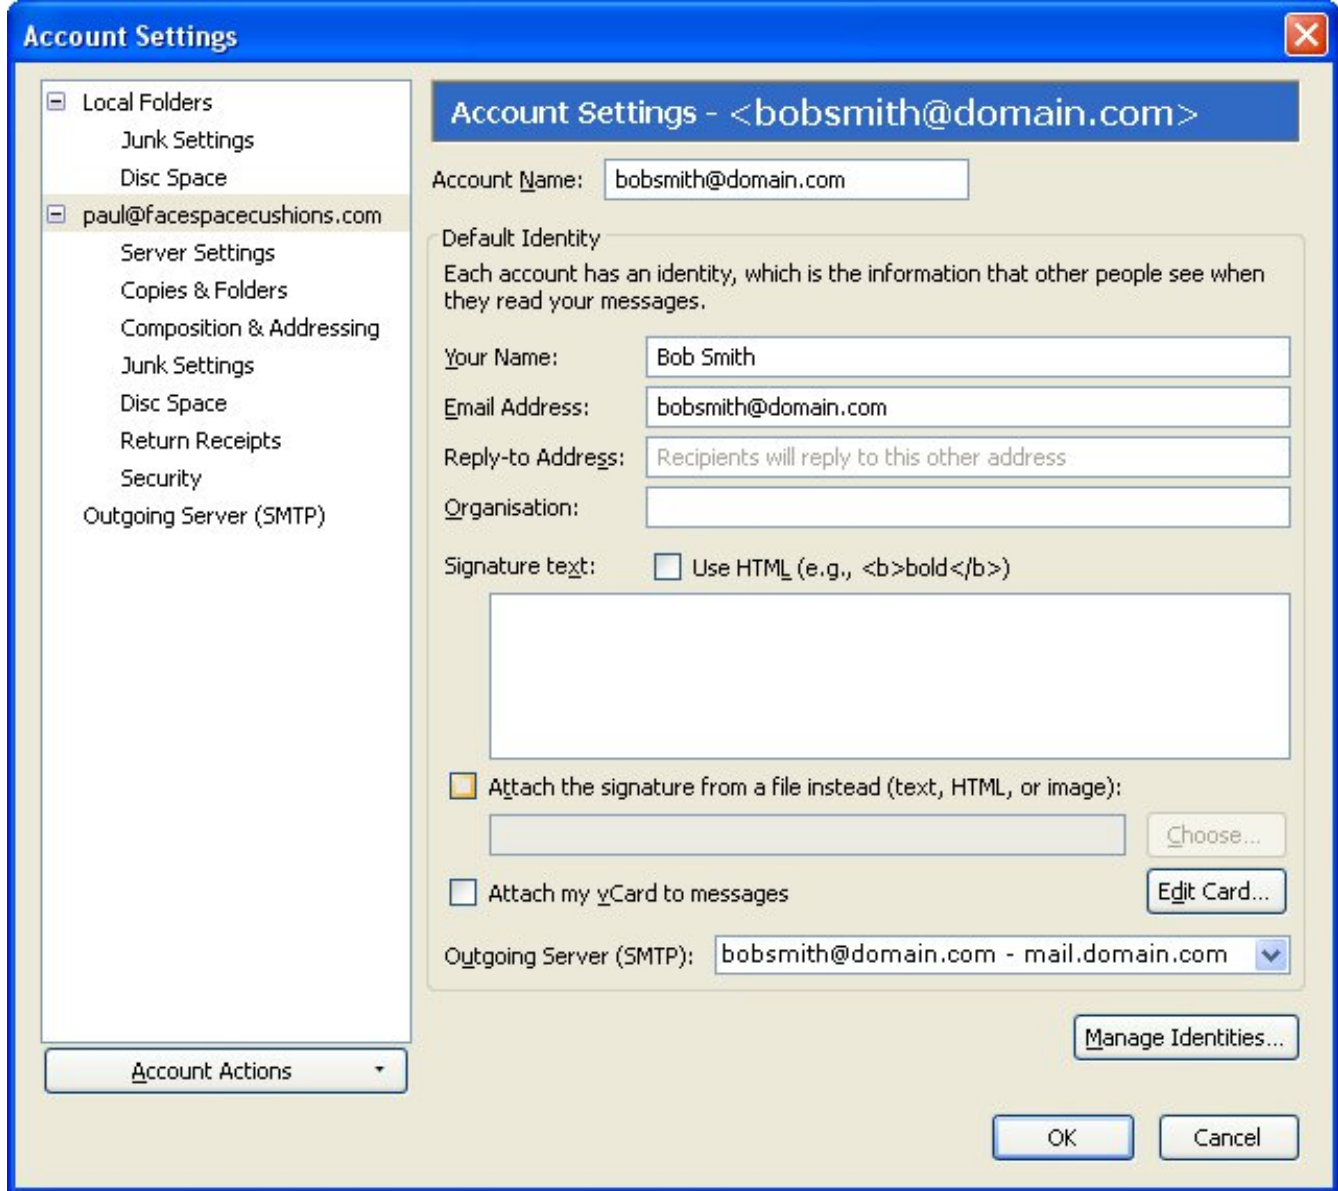 Account Settings
Local Folders
Junk Settings
Disc Space
paul@facespacecushions.com
Server Settings
Copies & Folders
Composition & Addressing
Junk Settings
Disc Space
Return Receipts
Security
Outgoing Server (SMTP)
Account Actions
Account Settings - <bobsmith@domain.com>
Account Name: bobsmith@domain.com
Default Identity
Each account has an identity, which is the information that other people see when
they read your messages.
Your Name: Bob Smith
Email Address: bobsmith@domain.com
Reply-to Address: Recipients will reply to this other address
Organisation:
Signature text: Use HTML (e.g., <b>bold</b>)
Attach the signature from a file instead (text, HTML, or image):
Choose...
Attach my vCard to messages Edit Card...
Outgoing Server (SMTP): bobsmith@domain.com - mail.domain.com
Manage Identities...
OK Cancel